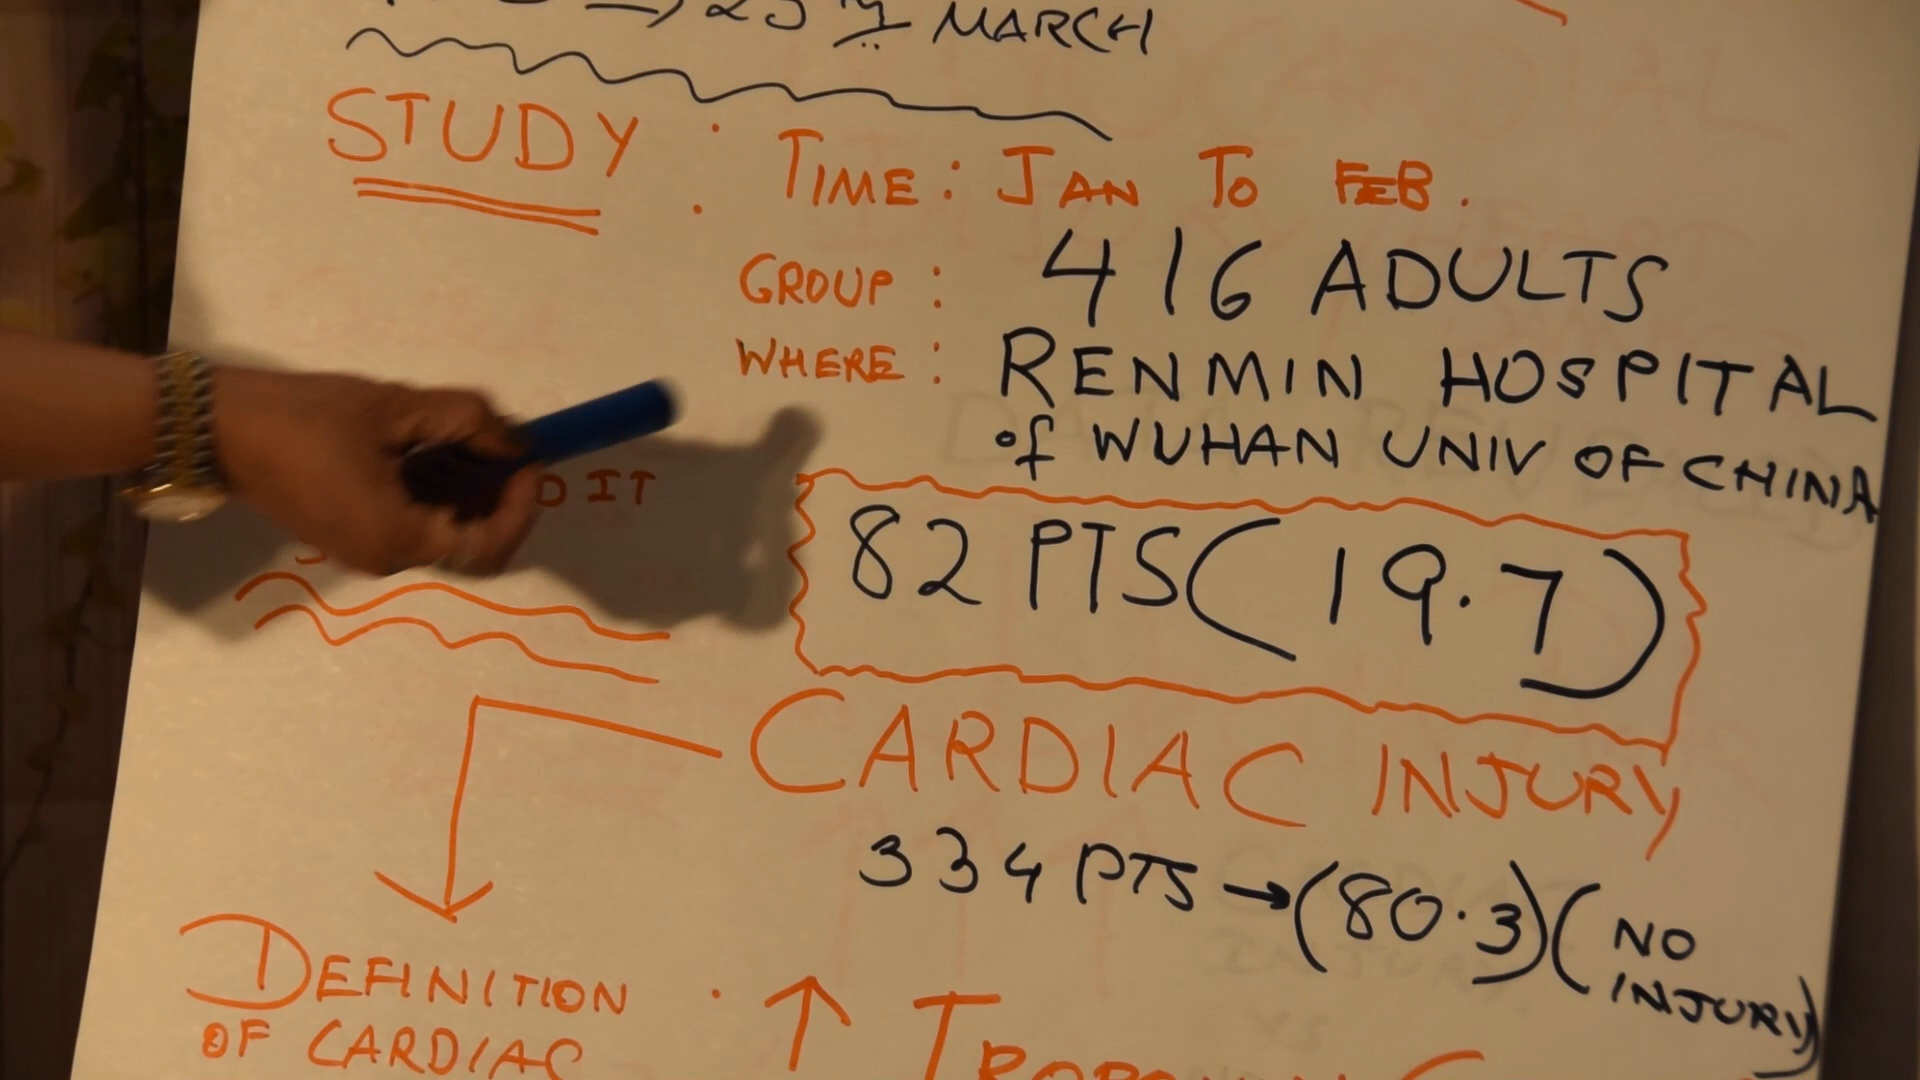 25 MARCH
STUDY : TIME : JAN TO FEB.
GROUP : 416 ADULTS
WHERE : RENMIN HOSPITAL
of WUHAN UNIV OF CHINA
82 PTS (19.7)
CARDIAC INJURY
334 PTS → (80.3) (NO INJURY)
DEFINITION
OF CARDIAC
↑